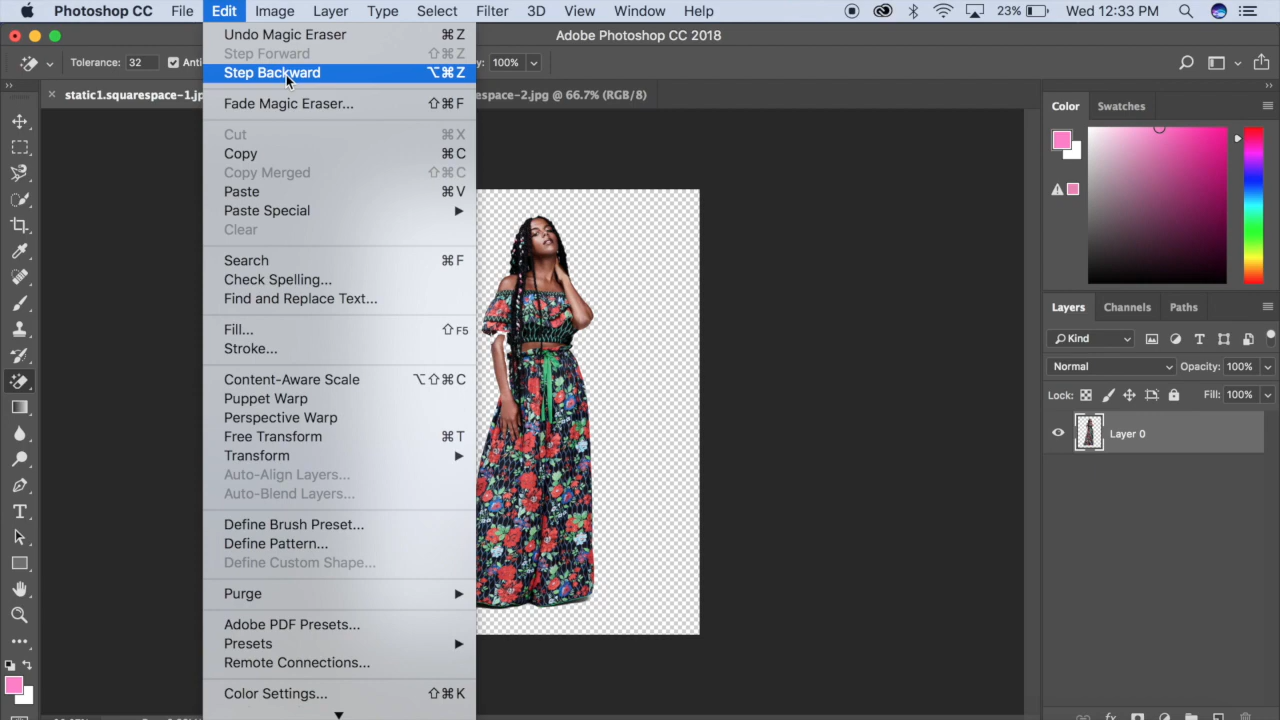 Photoshop CC File Edit Image Layer Type Select Filter 3D View Window Help 23% Wed 12:33 PM
Adobe Photoshop CC 2018
Tolerance: 32 Anti y: 100%
× static1.squarespace-1.jp espace-2.jpg @ 66.7% (RGB/8)
Undo Magic Eraser ⌘Z
Step Forward ⇧⌘Z
Step Backward ⌥⌘Z
Fade Magic Eraser... ⇧⌘F
Cut ⌘X
Copy ⌘C
Copy Merged ⇧⌘C
Paste ⌘V
Paste Special
Clear
Search ⌘F
Check Spelling...
Find and Replace Text...
Fill... ⇧F5
Stroke...
Content-Aware Scale ⌥⇧⌘C
Puppet Warp
Perspective Warp
Free Transform ⌘T
Transform
Auto-Align Layers...
Auto-Blend Layers...
Define Brush Preset...
Define Pattern...
Define Custom Shape...
Purge
Adobe PDF Presets...
Presets
Remote Connections...
Color Settings... ⇧⌘K
Color Swatches
Layers Channels Paths
Kind
Normal Opacity: 100%
Lock: Fill: 100%
Layer 0